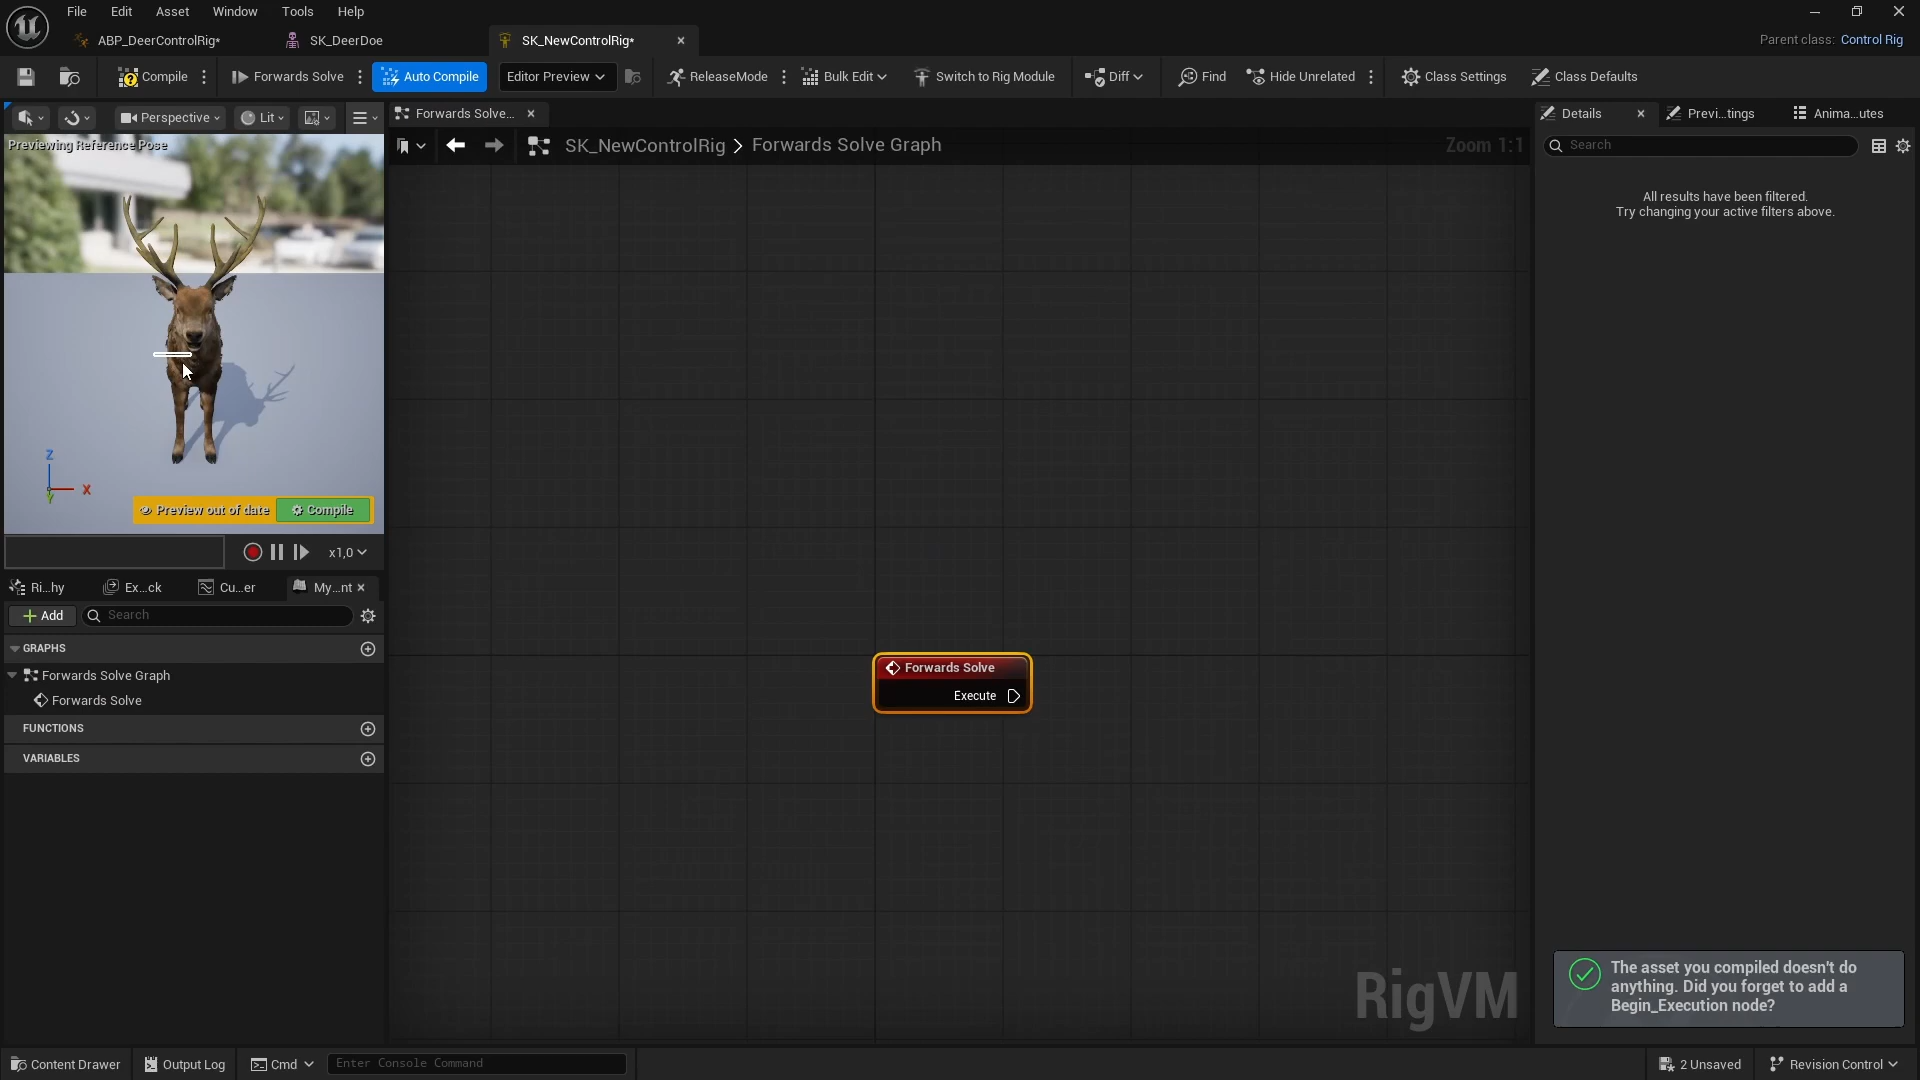 File Edit Asset Window Tools Help
ABP_DeerControlRig*
SK_DeerDoe
SK_NewControlRig*
Parent class: Control Rig
Compile
Forwards Solve
Auto Compile
Editor Preview
ReleaseMode
Bulk Edit
Switch to Rig Module
Diff
Find
Hide Unrelated
Class Settings
Class Defaults
Perspective
Lit
Forwards Solve...
Details
Previ...tings
Anima...utes
Previewing Reference Pose
SK_NewControlRig > Forwards Solve Graph
Zoom 1:1
Search
All results have been filtered.
Try changing your active filters above.
Z
X
Y
Preview out of date
Compile
x1,0
Ri...hy
Ex...ck
Cu...er
My...nt
Add
Search
GRAPHS
Forwards Solve Graph
Forwards Solve
FUNCTIONS
VARIABLES
Forwards Solve
Execute
RigVM
The asset you compiled doesn't do
anything. Did you forget to add a
Begin_Execution node?
Content Drawer
Output Log
Cmd
Enter Console Command
2 Unsaved
Revision Control